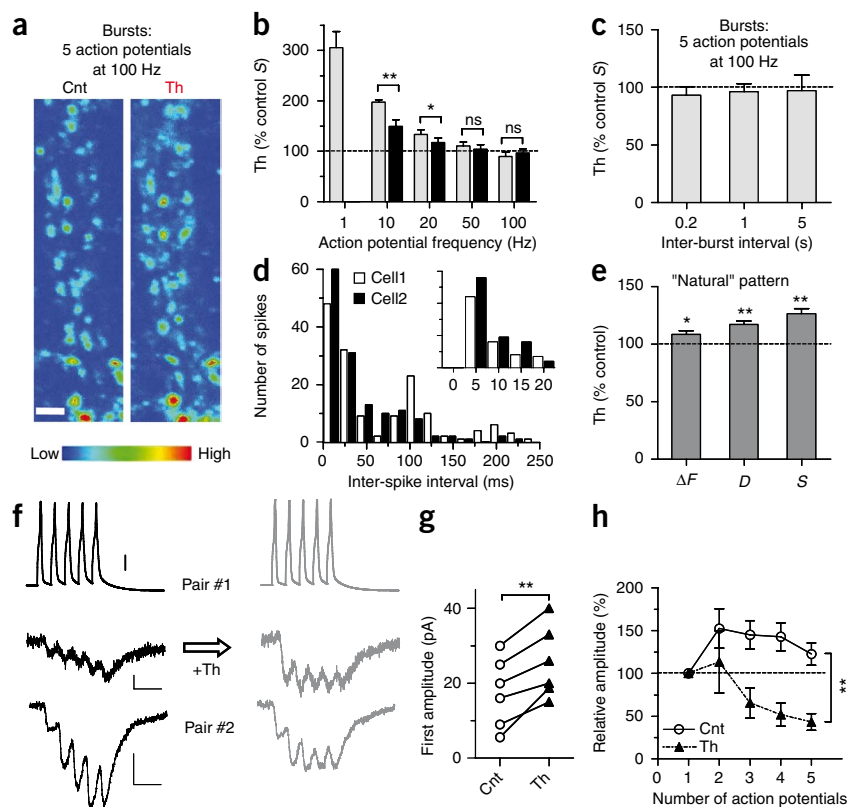 a
Bursts:
5 action potentials
at 100 Hz
Cnt
Th
Low
High
b
Th (% control S)
300
200
100
0
**
*
ns
ns
1
10
20
50
100
Action potential frequency (Hz)
c
Bursts:
5 action potentials
at 100 Hz
Th (% control S)
150
100
50
0
0.2
1
5
Inter-burst interval (s)
d
Number of spikes
60
40
20
0
Cell1
Cell2
0
5
10
15
20
0
50
100
150
200
250
Inter-spike interval (ms)
e
"Natural" pattern
Th (% control)
150
100
50
0
*
**
**
ΔF
D
S
f
Pair #1
+Th
Pair #2
g
First amplitude (pA)
40
20
0
**
Cnt
Th
h
Relative amplitude (%)
200
150
100
50
0
**
Cnt
Th
0
1
2
3
4
5
Number of action potentials